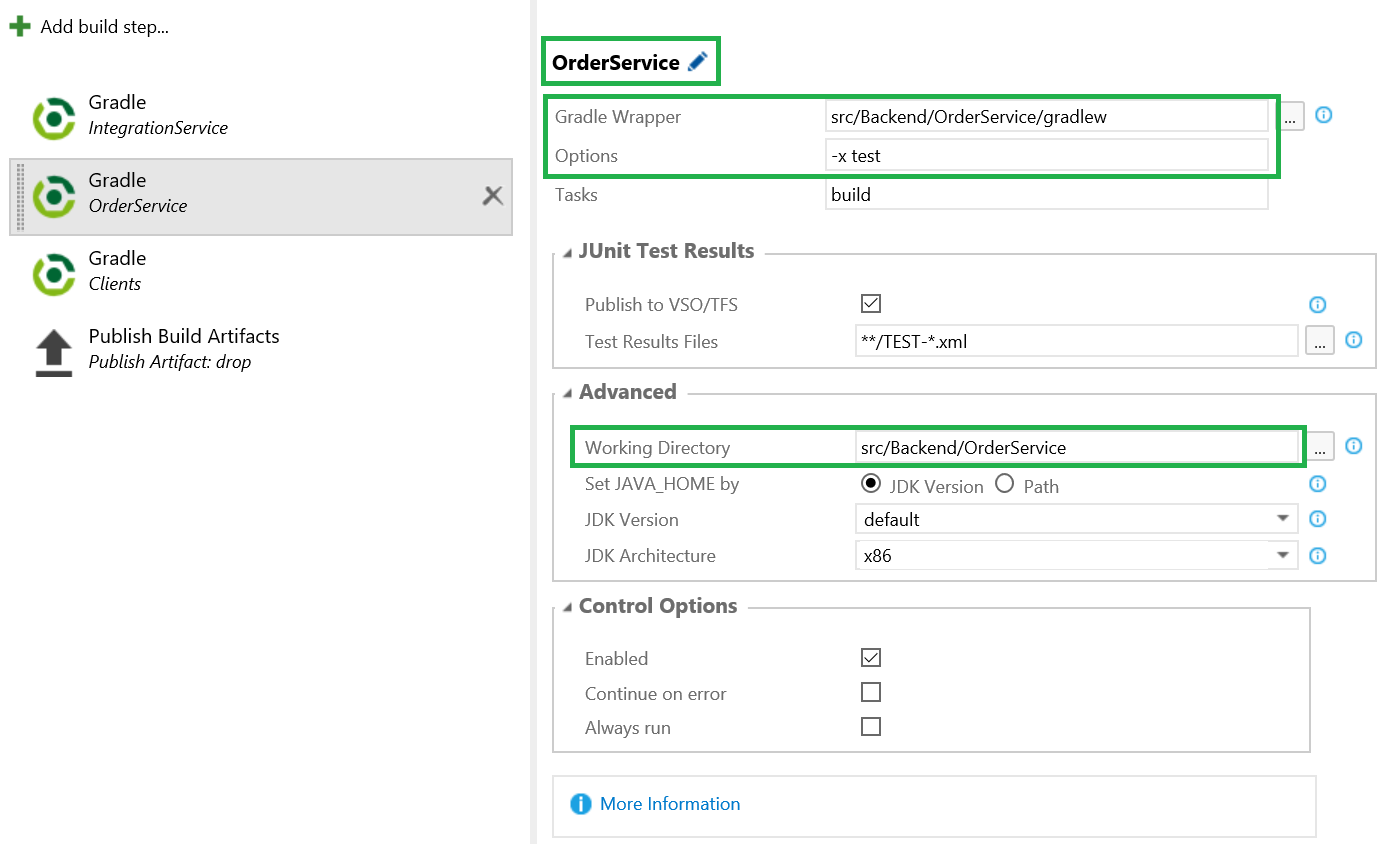 Add build step...
Gradle
IntegrationService
Gradle
OrderService
Gradle
Clients
Publish Build Artifacts
Publish Artifact: drop
OrderService
Gradle Wrapper src/Backend/OrderService/gradlew ...
Options -x test
Tasks build
JUnit Test Results
Publish to VSO/TFS
Test Results Files **/TEST-*.xml ...
Advanced
Working Directory src/Backend/OrderService ...
Set JAVA_HOME by JDK Version Path
JDK Version default
JDK Architecture x86
Control Options
Enabled
Continue on error
Always run
More Information